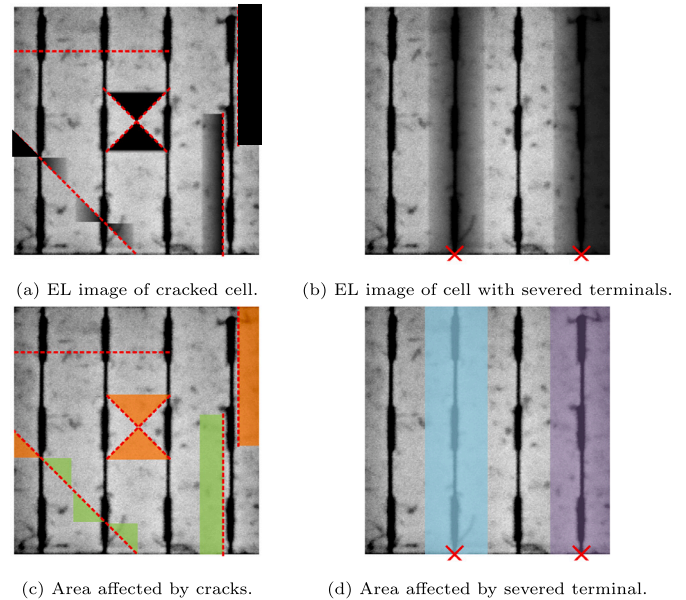 (a) EL image of cracked cell.
(b) EL image of cell with severed terminals.
(c) Area affected by cracks.
(d) Area affected by severed terminal.